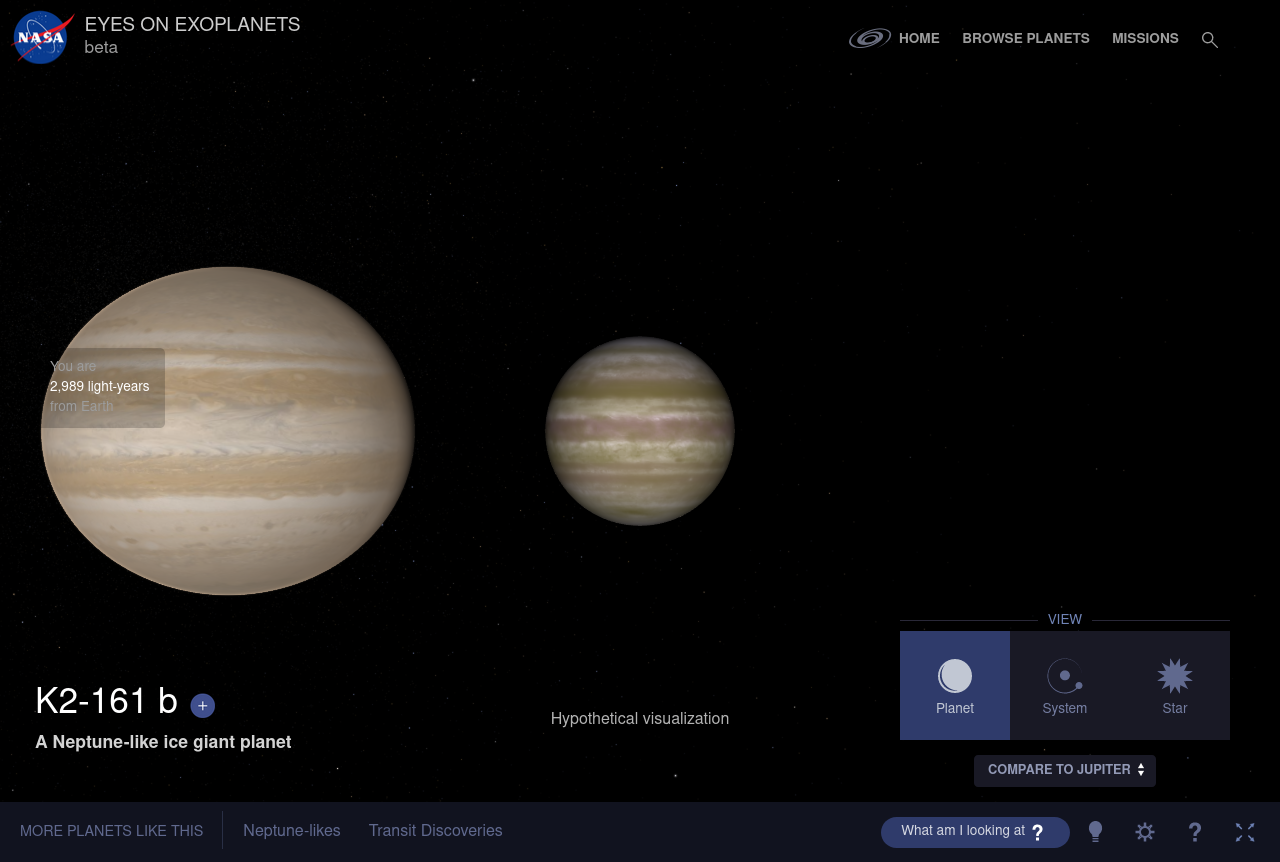 NASA
EYES ON EXOPLANETS
beta
HOME
BROWSE PLANETS
MISSIONS
You are
2,989 light-years
from Earth
VIEW
Planet
System
Star
K2-161 b +
A Neptune-like ice giant planet
Hypothetical visualization
COMPARE TO JUPITER
MORE PLANETS LIKE THIS
Neptune-likes
Transit Discoveries
What am I looking at ?
?